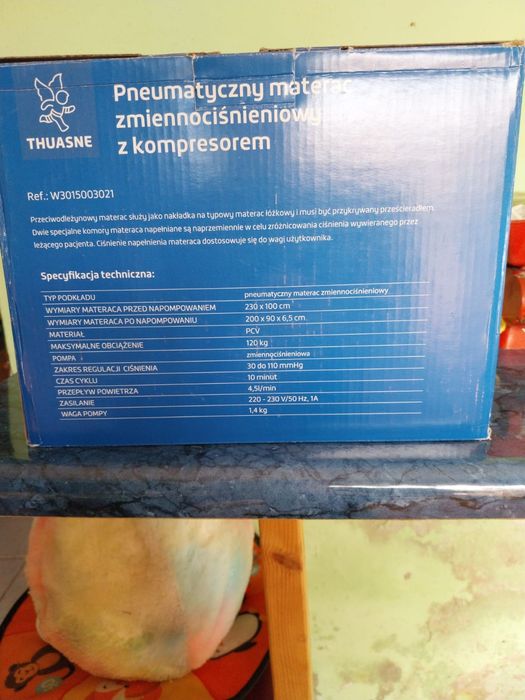 Pneumatyczny materac
zmiennociśnieniowy
z kompresorem
THUASNE
Ref.: W3015003021
Przeciwodleżynowy materac służy jako nakładka na typowy materac łóżkowy i musi być przykrywany prześcieradłem.
Dwie specjalne komory materaca napełniane są naprzemiennie w celu zróżnicowania ciśnienia wywieranego przez
leżącego pacjenta. Ciśnienie napełnienia materaca dostosowuje się do wagi użytkownika.
Specyfikacja techniczna:
TYP PODKŁADU pneumatyczny materac zmiennociśnieniowy
WYMIARY MATERACA PRZED NAPOMPOWANIEM 230 x 100 cm
WYMIARY MATERACA PO NAPOMPOWANIU 200 x 90 x 6,5 cm.
MATERIAŁ PCV
MAKSYMALNE OBCIĄŻENIE 120 kg
POMPA zmiennociśnieniowa
ZAKRES REGULACJI CIŚNIENIA 30 do 110 mmHg
CZAS CYKLU 10 minut
PRZEPŁYW POWIETRZA 4,5l/min
ZASILANIE 220 - 230 V/50 Hz, 1A
WAGA POMPY 1,4 kg